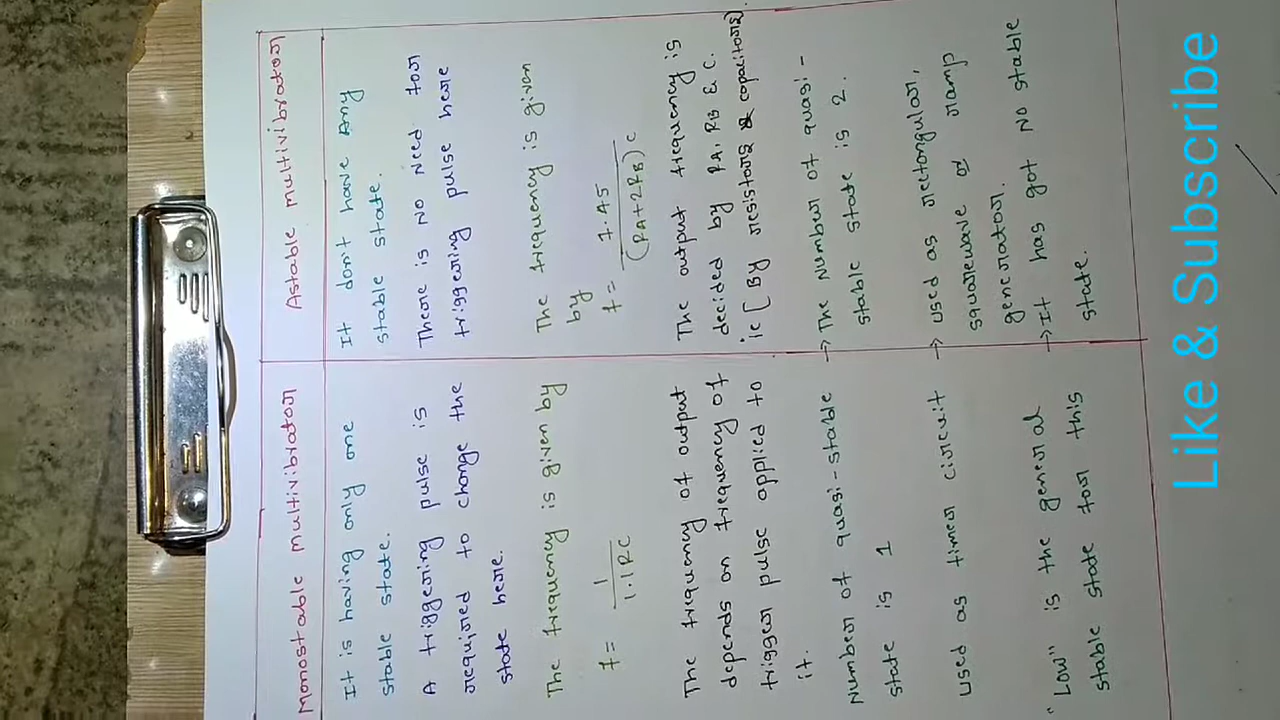 Monostable multivibrator
It is having only one
stable state.
A triggering pulse is
required to change the
state here.
The frequency is given by
f = 1 / 1.1RC
The frequency of output
depends on frequency of
trigger pulse applied to
it.
Number of quasi-stable
state is 1
used as timer circuit
"Low" is the general
stable state for this
Astable multivibrator
It don't have any
stable state.
There is NO Need for
triggering pulse here
The frequency is given
by
f = 1.45 / (RA+2RB)C
The output frequency is
decided by RA, RB & C.
ie [By resistors & capacitors).
→ The Number of quasi-
stable state is 2.
→ used as rectangular,
squarewave or ramp
generator.
→ It has got NO stable
state.
Like & Subscribe